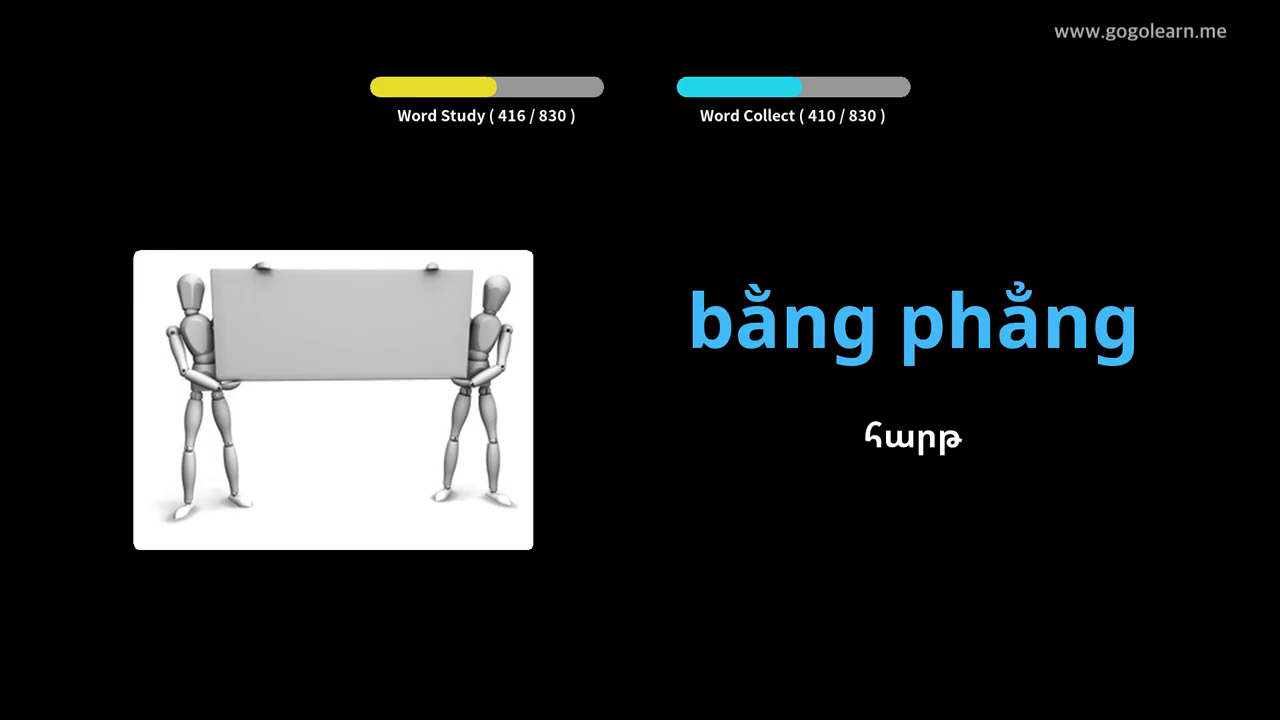 www.gogolearn.me
Word Study ( 416 / 830 )
Word Collect ( 410 / 830 )
bằng phẳng
հարթ